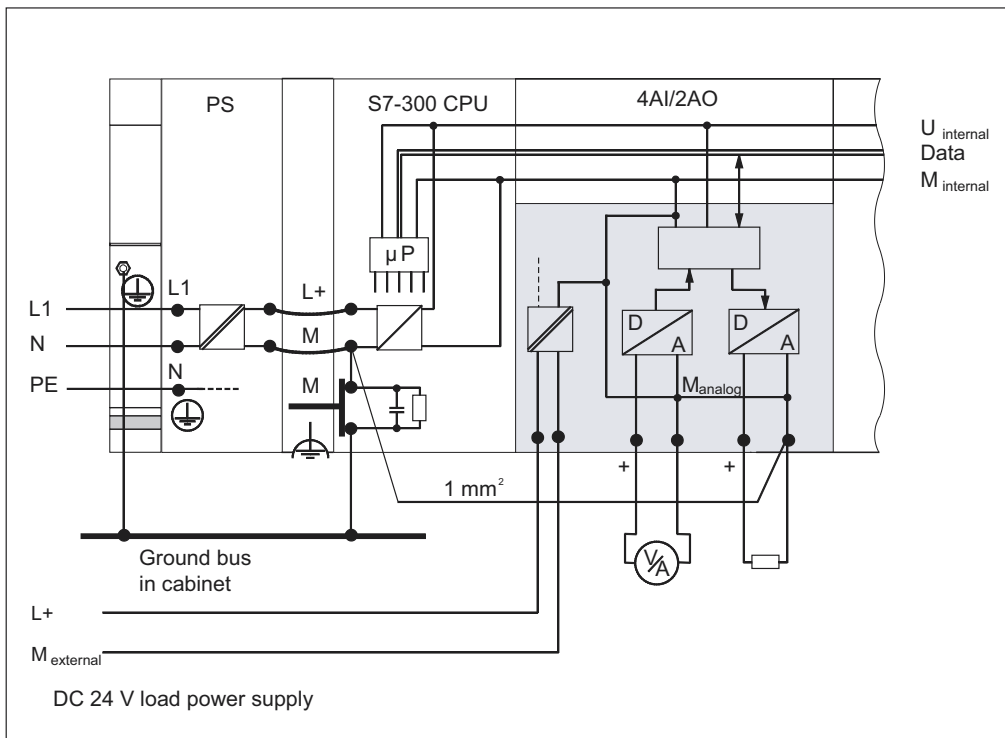 PS
S7-300 CPU
4AI/2AO
U internal
Data
M internal
µ P
L1
L+
L1
N
M
D
A
D
A
PE
N
M
M analog
+
+
1 mm²
V/A
Ground bus
in cabinet
L+
M external
DC 24 V load power supply